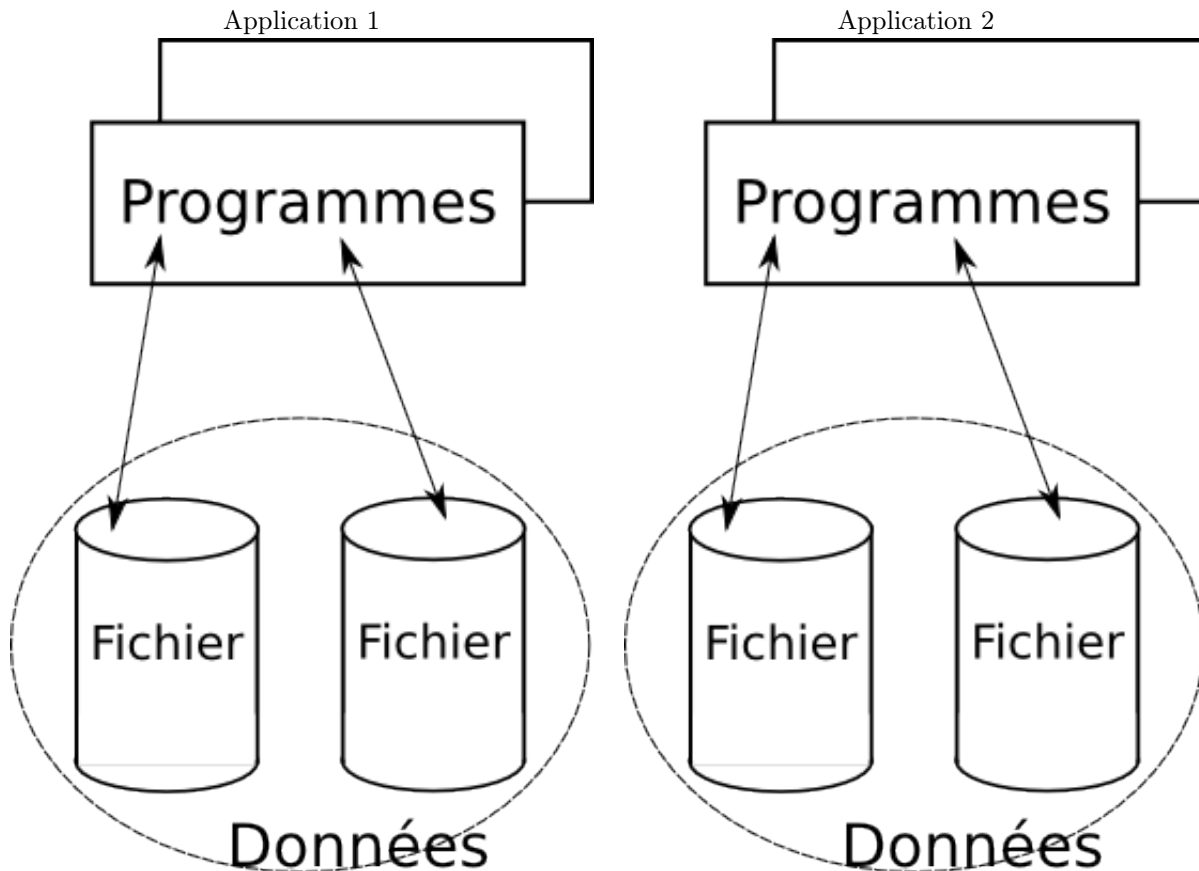 Application 1
Application 2
Programmes
Programmes
Fichier
Fichier
Fichier
Fichier
Données
Données